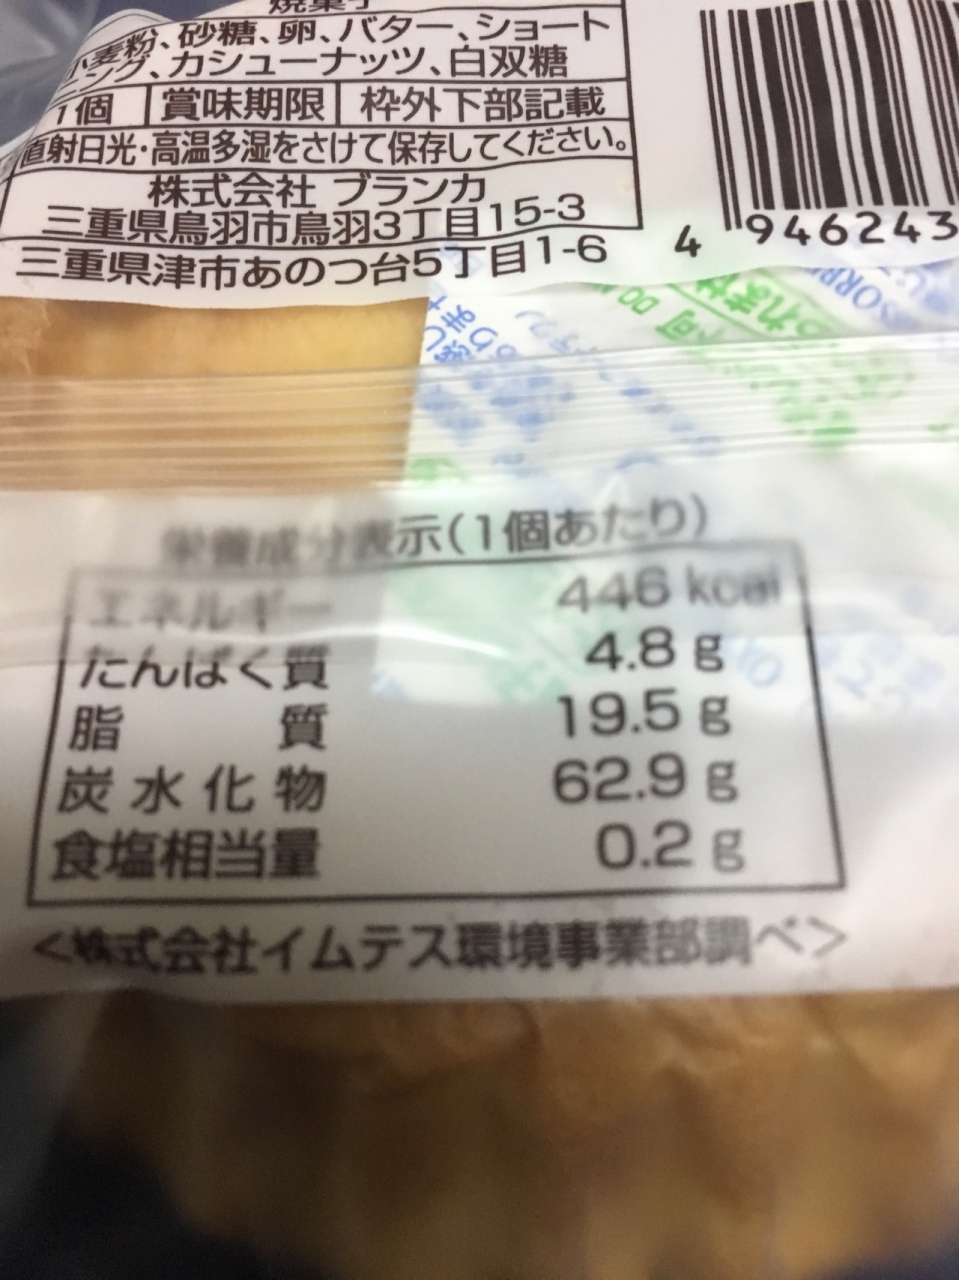 焼菓子
小麦粉、砂糖、卵、バター、ショート
ニング、カシューナッツ、白双糖
1個 賞味期限 枠外下部記載
直射日光・高温多湿をさけて保存してください。
株式会社 ブランカ
三重県鳥羽市鳥羽3丁目15-3
三重県津市あのつ台5丁目1-6
4 946243
栄養成分表示(1個あたり)
エネルギー 446 kcal
たんぱく質 4.8 g
脂質 19.5 g
炭水化物 62.9 g
食塩相当量 0.2 g
<株式会社イムテス環境事業部調べ>